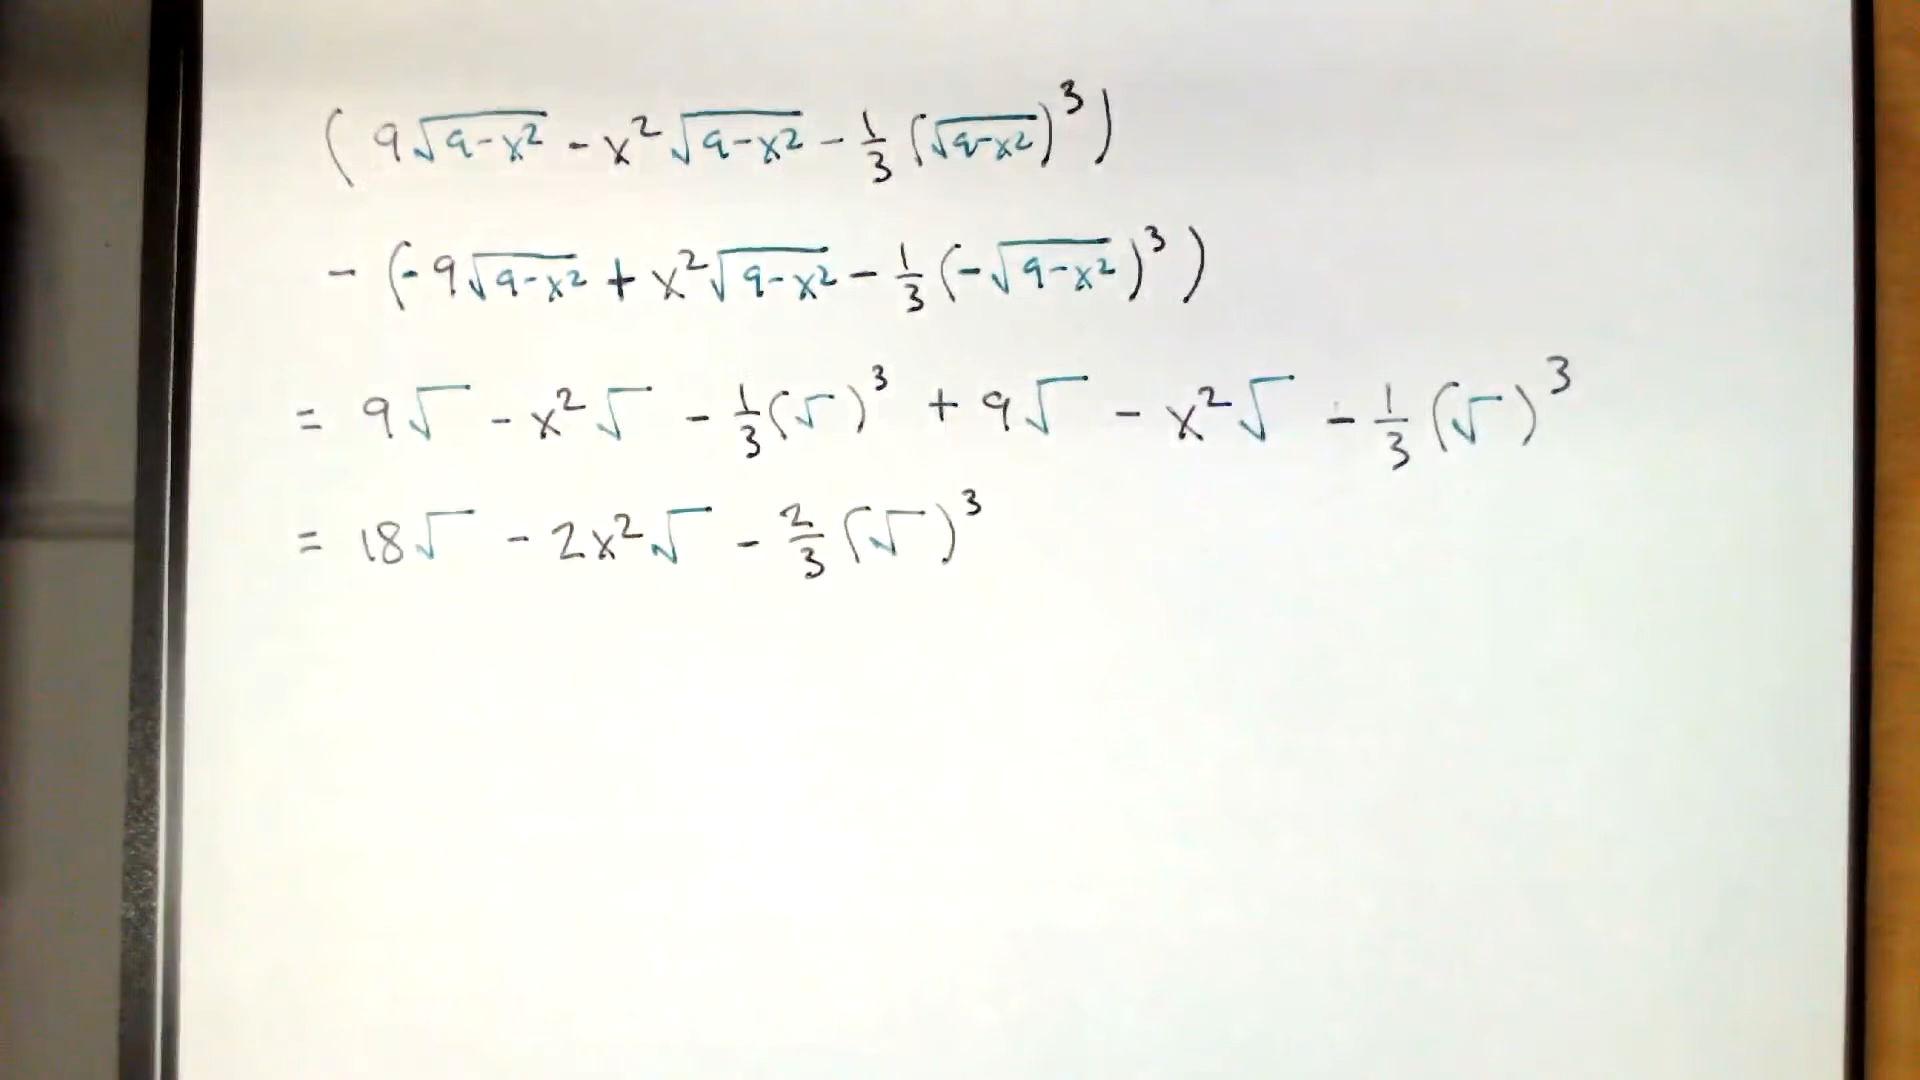 (9√(9-x²) - x²√(9-x²) - 1/3 (√(9-x²))³)
- (-9√(9-x²) + x²√(9-x²) - 1/3 (-√(9-x²))³)
= 9√ - x²√ - 1/3 (√)³ + 9√ - x²√ - 1/3 (√)³
= 18√ - 2x²√ - 2/3 (√)³